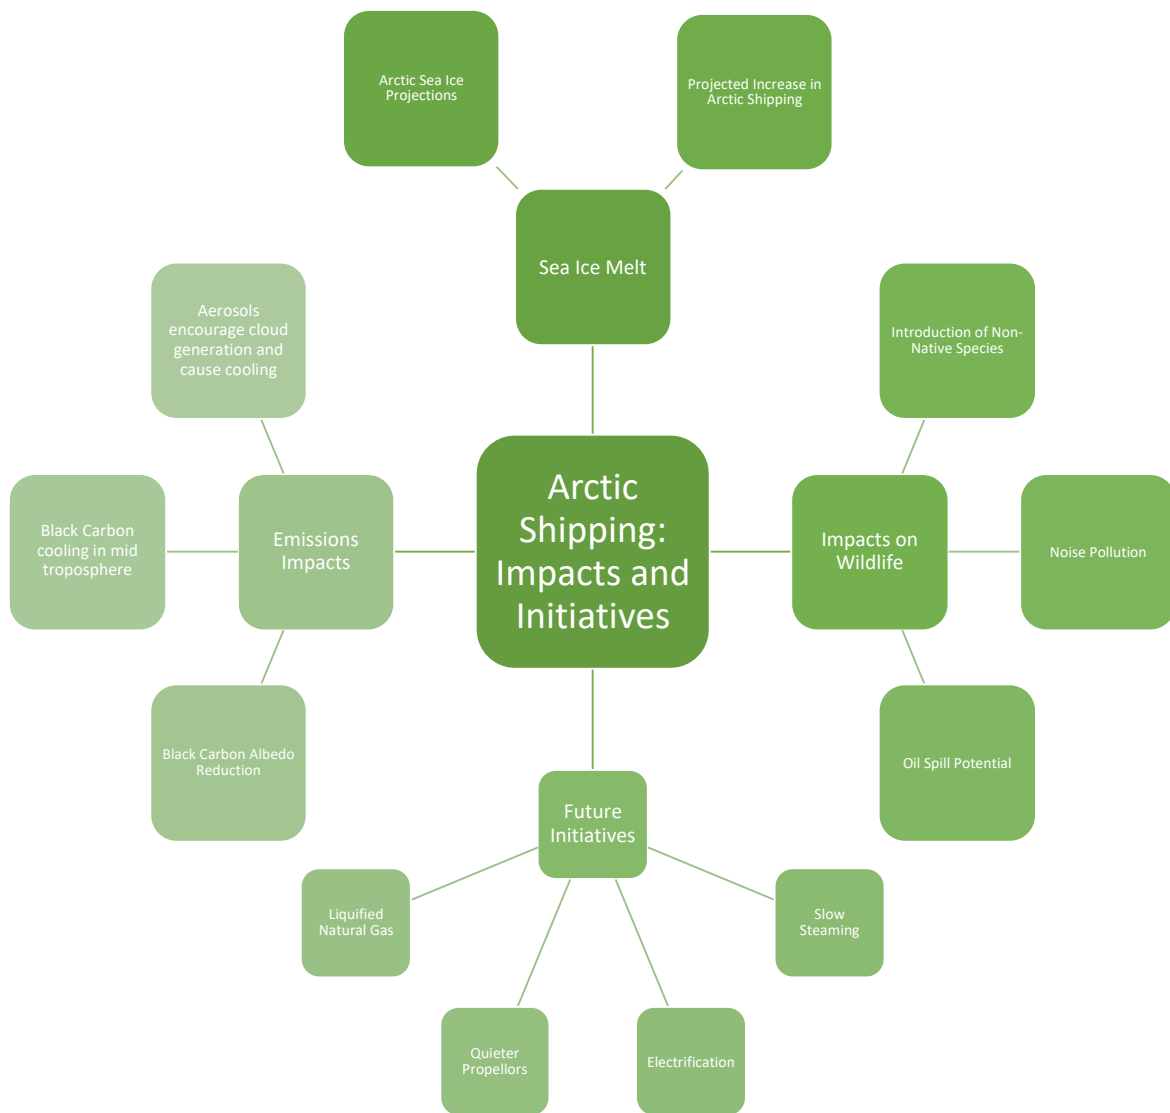 Arctic Sea Ice
Projections
Projected Increase in
Arctic Shipping
Sea Ice Melt
Aerosols
encourage cloud
generation and
cause cooling
Introduction of Non-
Native Species
Black Carbon
cooling in mid
troposphere
Emissions
Impacts
Arctic
Shipping:
Impacts and
Initiatives
Impacts on
Wildlife
Noise Pollution
Black Carbon Albedo
Reduction
Oil Spill Potential
Future
Initiatives
Liquified
Natural Gas
Slow
Steaming
Quieter
Propellors
Electrification